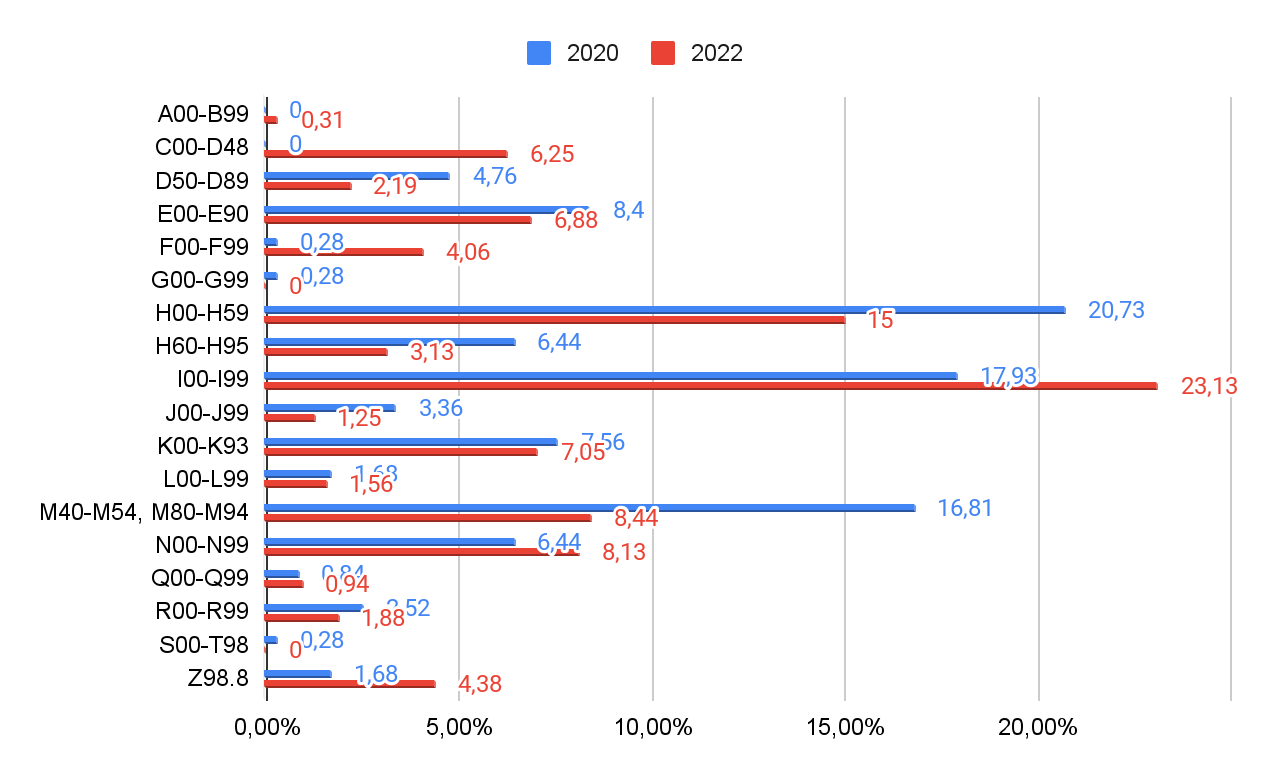 2020 2022
A00-B99 0 0,31
C00-D48 0 6,25
D50-D89 4,76 2,19
E00-E90 8,4 6,88
F00-F99 0,28 4,06
G00-G99 0,28 0
H00-H59 20,73 15
H60-H95 6,44 3,13
I00-I99 17,93 23,13
J00-J99 3,36 1,25
K00-K93 7,56 7,05
L00-L99 1,68 1,56
M40-M54, M80-M94 16,81 8,44
N00-N99 6,44 8,13
Q00-Q99 0,84 0,94
R00-R99 2,52 1,88
S00-T98 0,28 0
Z98.8 1,68 4,38
0,00% 5,00% 10,00% 15,00% 20,00%